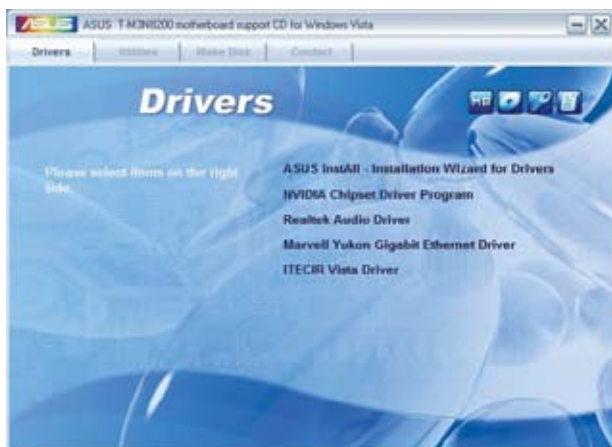 ASUS ASUS T-M3N8200 motherboard support CD for Windows Vista
Drivers Utilities Make Disk Contact
Drivers
Please select items on the right
side.
ASUS InstAll - Installation Wizard for Drivers
NVIDIA Chipset Driver Program
Realtek Audio Driver
Marvell Yukon Gigabit Ethernet Driver
ITECIR Vista Driver